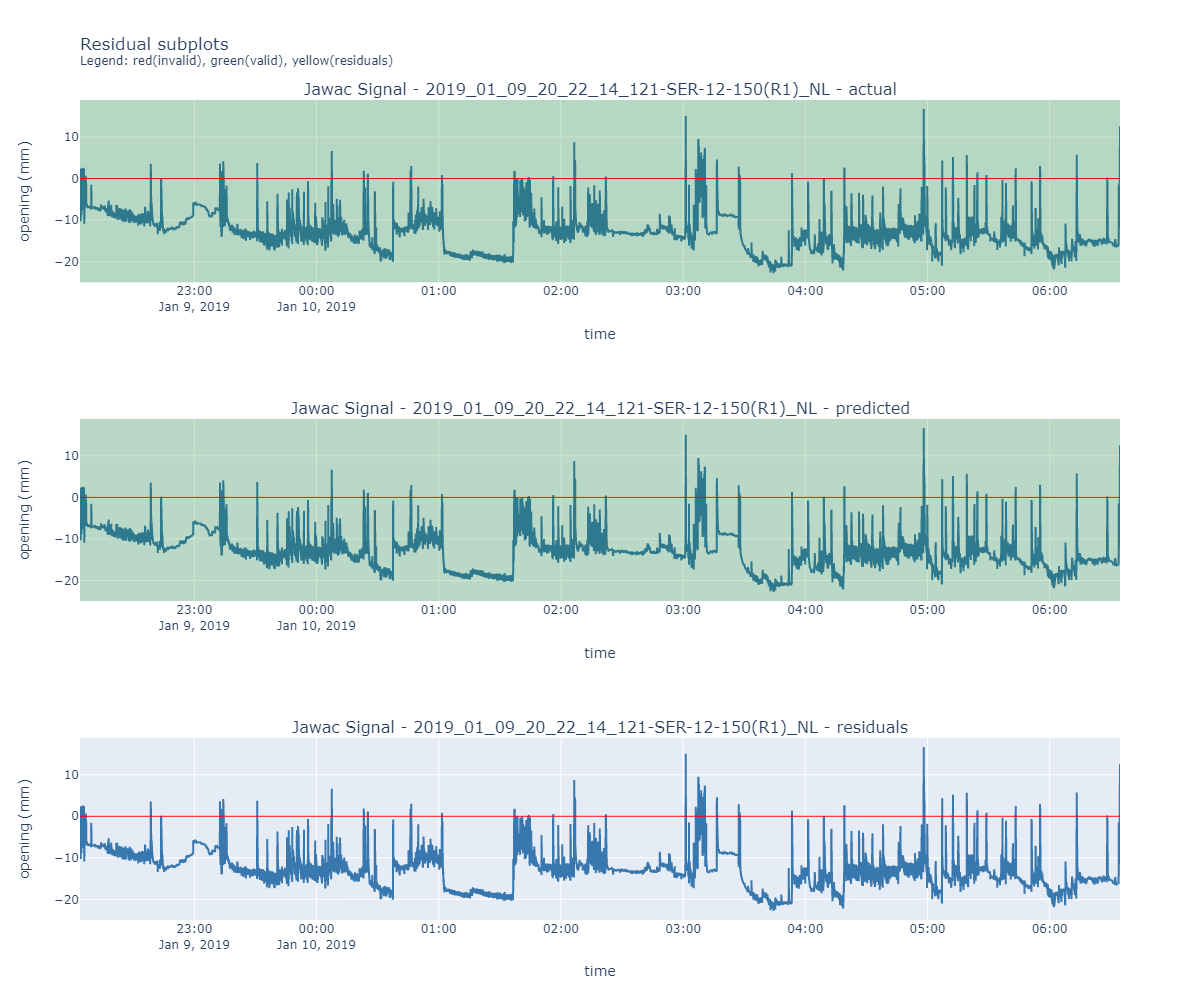 Residual subplots
Legend: red(invalid), green(valid), yellow(residuals)
Jawac Signal - 2019_01_09_20_22_14_121-SER-12-150(R1)_NL - actual
opening (mm)
10
0
−10
−20
23:00 00:00 01:00 02:00 03:00 04:00 05:00 06:00
Jan 9, 2019 Jan 10, 2019
time
Jawac Signal - 2019_01_09_20_22_14_121-SER-12-150(R1)_NL - predicted
opening (mm)
10
0
−10
−20
23:00 00:00 01:00 02:00 03:00 04:00 05:00 06:00
Jan 9, 2019 Jan 10, 2019
time
Jawac Signal - 2019_01_09_20_22_14_121-SER-12-150(R1)_NL - residuals
opening (mm)
10
0
−10
−20
23:00 00:00 01:00 02:00 03:00 04:00 05:00 06:00
Jan 9, 2019 Jan 10, 2019
time